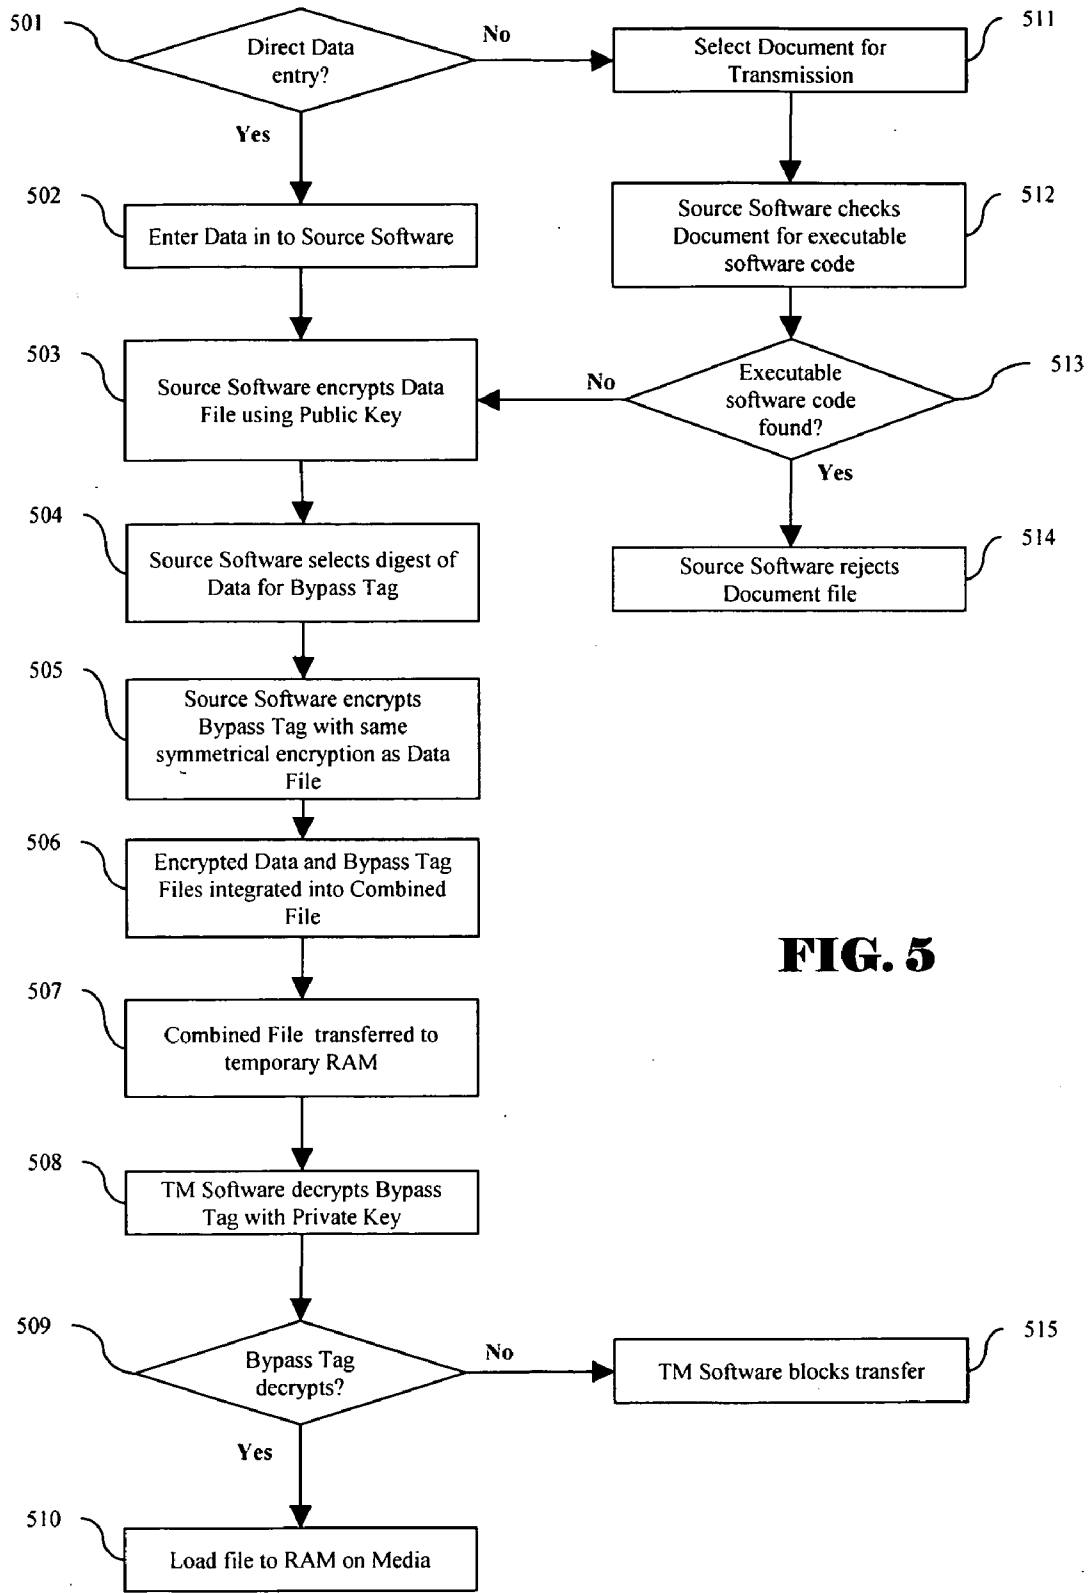 501
Direct Data
entry?
No
Select Document for
Transmission
511
Yes
502
Enter Data in to Source Software
Source Software checks
Document for executable
software code
512
503
Source Software encrypts Data
File using Public Key
No
Executable
software code
found?
513
Yes
504
Source Software selects digest of
Data for Bypass Tag
Source Software rejects
Document file
514
505
Source Software encrypts
Bypass Tag with same
symmetrical encryption as Data
File
506
Encrypted Data and Bypass Tag
Files integrated into Combined
File
FIG. 5
507
Combined File transferred to
temporary RAM
508
TM Software decrypts Bypass
Tag with Private Key
509
Bypass Tag
decrypts?
No
TM Software blocks transfer
515
Yes
510
Load file to RAM on Media